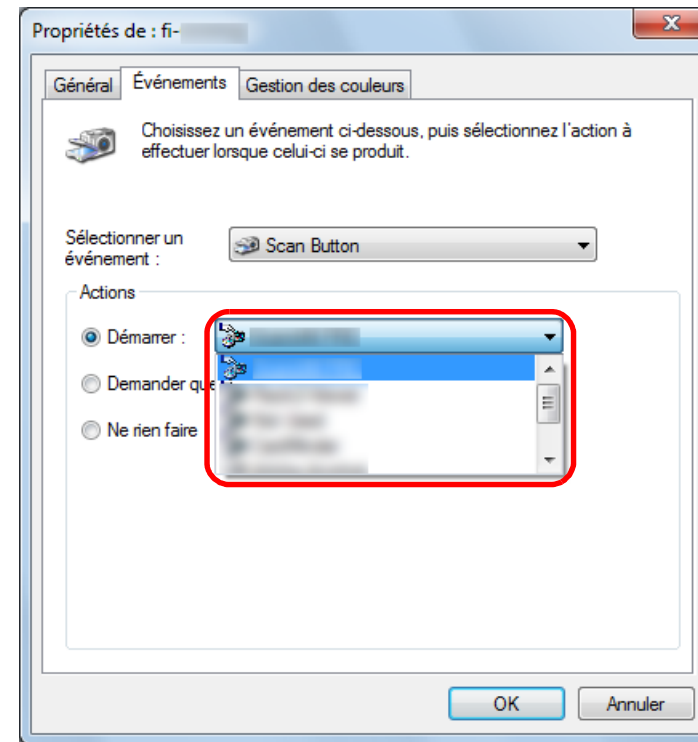 Propriétés de : fi-
Général
Événements
Gestion des couleurs
Choisissez un événement ci-dessous, puis sélectionnez l'action à
effectuer lorsque celui-ci se produit.
Sélectionner un
événement :
Scan Button
Actions
Démarrer :
Demander que
Ne rien faire
OK
Annuler